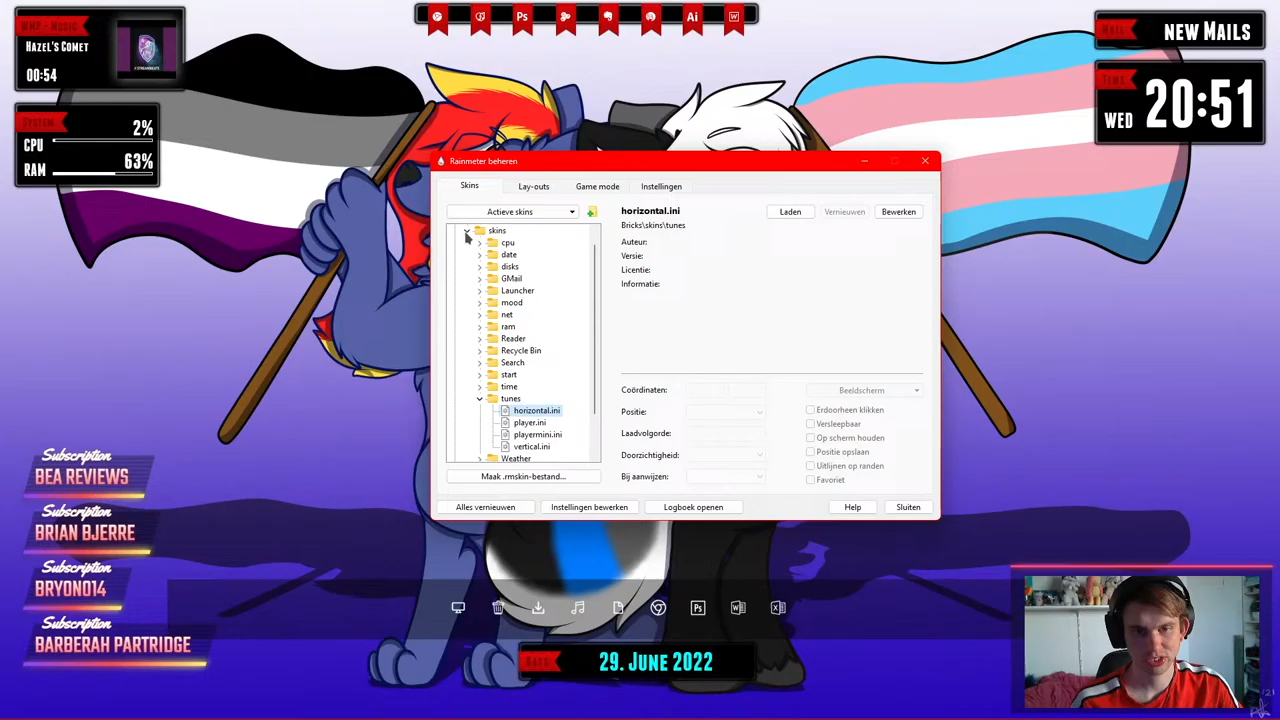 WMP - Music
Hazel's Comet
00:54
STREAMBEATS
System
2%
CPU
63%
RAM
Ps
Ai
W
Mail
new Mails
Time
WED
20:51
Rainmeter beheren
Skins
Lay-outs
Game mode
Instellingen
Actieve skins
skins
cpu
date
disks
GMail
Launcher
mood
net
ram
Reader
Recycle Bin
Search
start
time
tunes
horizontal.ini
player.ini
playermini.ini
vertical.ini
Weather
Maak .rmskin-bestand...
horizontal.ini
Laden
Vernieuwen
Bewerken
Bricks\skins\tunes
Auteur:
Versie:
Licentie:
Informatie:
Coördinaten:
Beeldscherm
Positie:
Laadvolgorde:
Doorzichtigheid:
Bij aanwijzen:
Erdoorheen klikken
Versleepbaar
Op scherm houden
Positie opslaan
Uitlijnen op randen
Favoriet
Alles vernieuwen
Instellingen bewerken
Logboek openen
Help
Sluiten
Subscription
BEA REVIEWS
Subscription
BRIAN BJERRE
Subscription
BRYONO14
Subscription
BARBERAH PARTRIDGE
Ps
Date
29. June 2022
'21